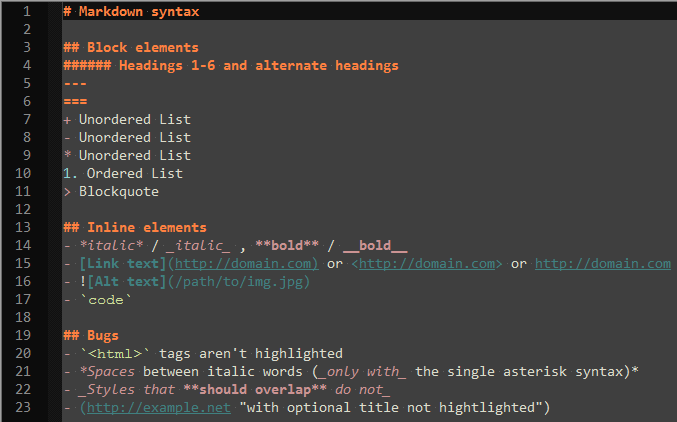 1 # Markdown syntax
2
3 ## Block elements
4 ###### Headings 1-6 and alternate headings
5 ---
6 ===
7 + Unordered List
8 - Unordered List
9 * Unordered List
10 1. Ordered List
11 > Blockquote
12
13 ## Inline elements
14 - *italic* / _italic_ , **bold** / __bold__
15 - [Link text](http://domain.com) or <http://domain.com> or http://domain.com
16 - ![Alt text](/path/to/img.jpg)
17 - `code`
18
19 ## Bugs
20 - `<html>` tags aren't highlighted
21 - *Spaces between italic words (_only with_ the single asterisk syntax)*
22 - _Styles that **should overlap** do not_
23 - (http://example.net "with optional title not hightlighted")